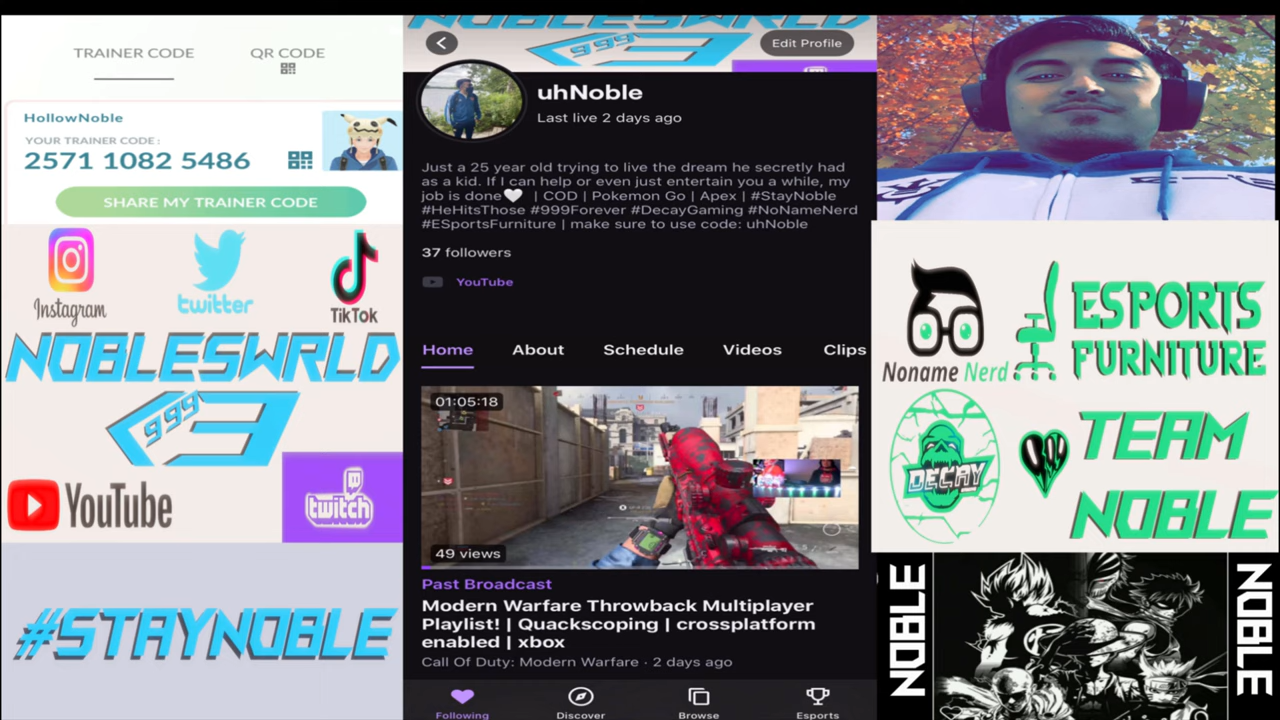 TRAINER CODE
QR CODE
HollowNoble
YOUR TRAINER CODE:
2571 1082 5486
SHARE MY TRAINER CODE
Instagram
twitter
TikTok
NOBLESWRLD
999
YouTube
twitch
#STAYNOBLE
NOBLESWRLD
999
Edit Profile
uhNoble
Last live 2 days ago
Just a 25 year old trying to live the dream he secretly had
as a kid. If I can help or even just entertain you a while, my
job is done🤍 | COD | Pokemon Go | Apex | #StayNoble
#HeHitsThose #999Forever #DecayGaming #NoNameNerd
#ESportsFurniture | make sure to use code: uhNoble
37 followers
YouTube
Home
About
Schedule
Videos
Clips
01:05:18
49 views
Past Broadcast
Modern Warfare Throwback Multiplayer
Playlist! | Quackscoping | crossplatform
enabled | xbox
Call Of Duty: Modern Warfare · 2 days ago
Following
Discover
Browse
Esports
Noname Nerd
ESPORTS
FURNITURE
DECAY
TEAM
NOBLE
NOBLE
NOBLE